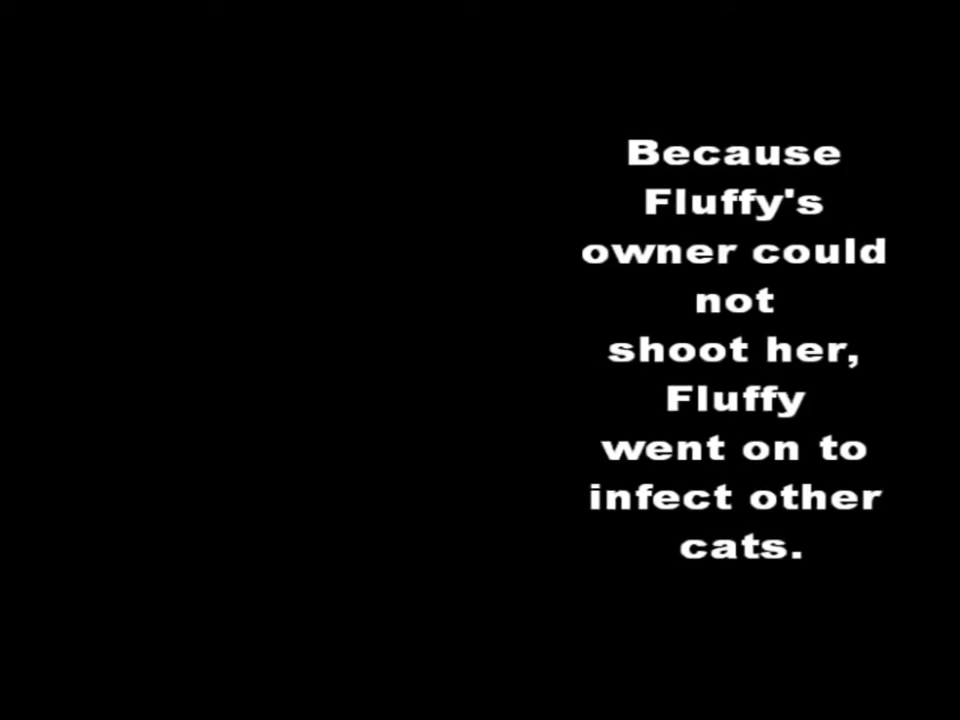 Because
Fluffy's
owner could
not
shoot her,
Fluffy
went on to
infect other
cats.